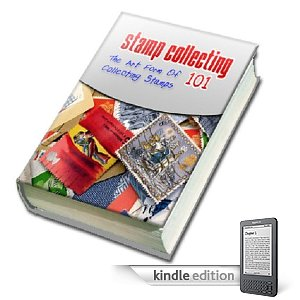 stamp collecting
101
The Art Form Of
Collecting Stamps
kindle edition